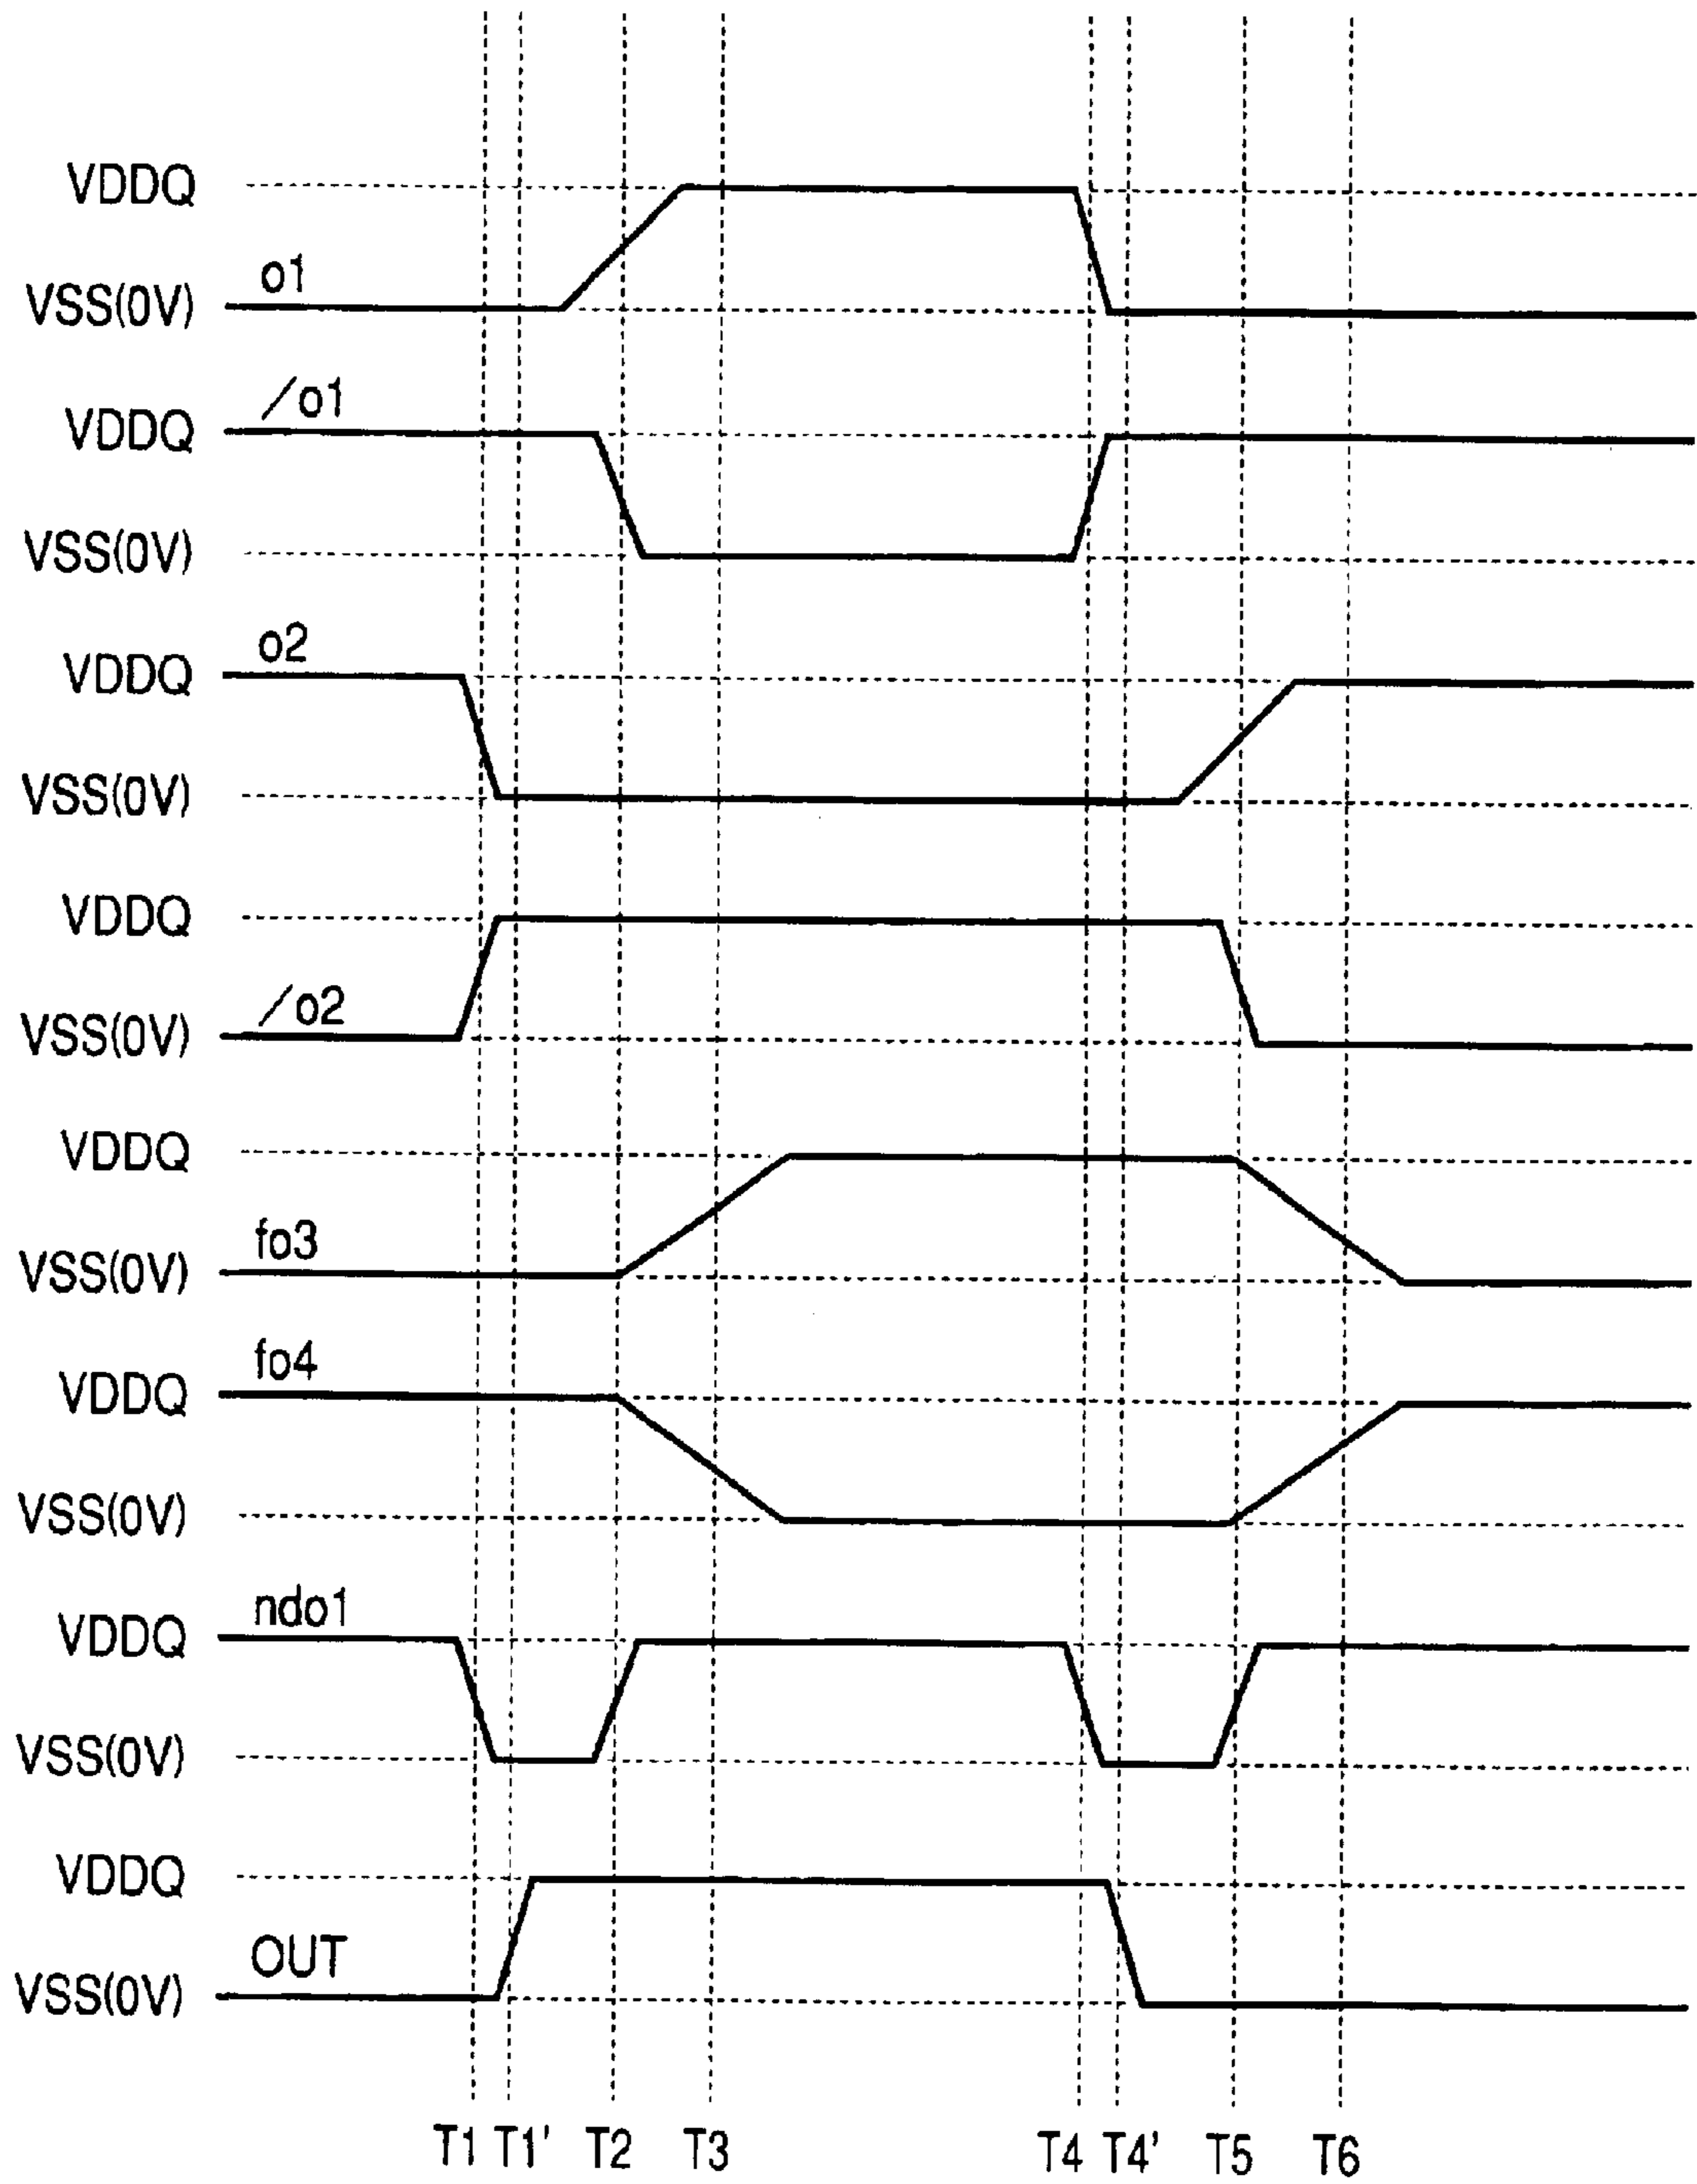 VDDQ
o1
VSS(0V)
/o1
VDDQ
VSS(0V)
o2
VDDQ
VSS(0V)
VDDQ
/o2
VSS(0V)
VDDQ
fo3
VSS(0V)
fo4
VDDQ
VSS(0V)
ndo1
VDDQ
VSS(0V)
VDDQ
OUT
VSS(0V)
T1 T1' T2 T3 T4 T4' T5 T6